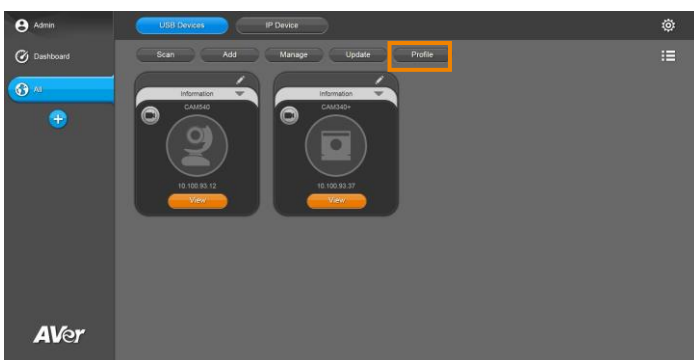 Admin
USB Devices
IP Device
Dashboard
Scan
Add
Manage
Update
Profile
All
Information
Information
CAM540
CAM340+
10.100.93.12
10.100.93.37
View
View
AVer